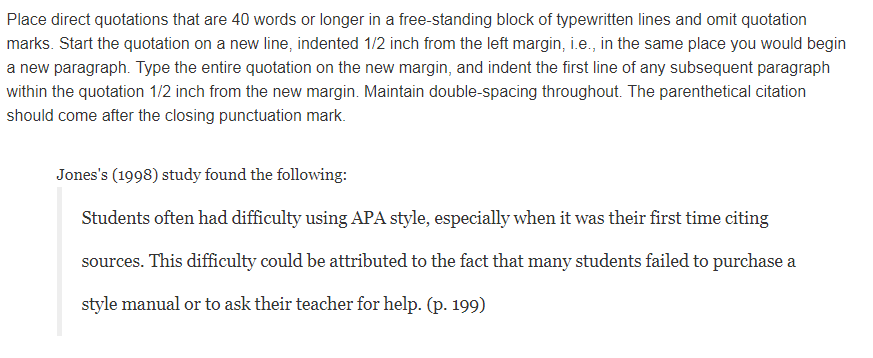 Place direct quotations that are 40 words or longer in a free-standing block of typewritten lines and omit quotation
marks. Start the quotation on a new line, indented 1/2 inch from the left margin, i.e., in the same place you would begin
a new paragraph. Type the entire quotation on the new margin, and indent the first line of any subsequent paragraph
within the quotation 1/2 inch from the new margin. Maintain double-spacing throughout. The parenthetical citation
should come after the closing punctuation mark.
Jones's (1998) study found the following:
Students often had difficulty using APA style, especially when it was their first time citing
sources. This difficulty could be attributed to the fact that many students failed to purchase a
style manual or to ask their teacher for help. (p. 199)